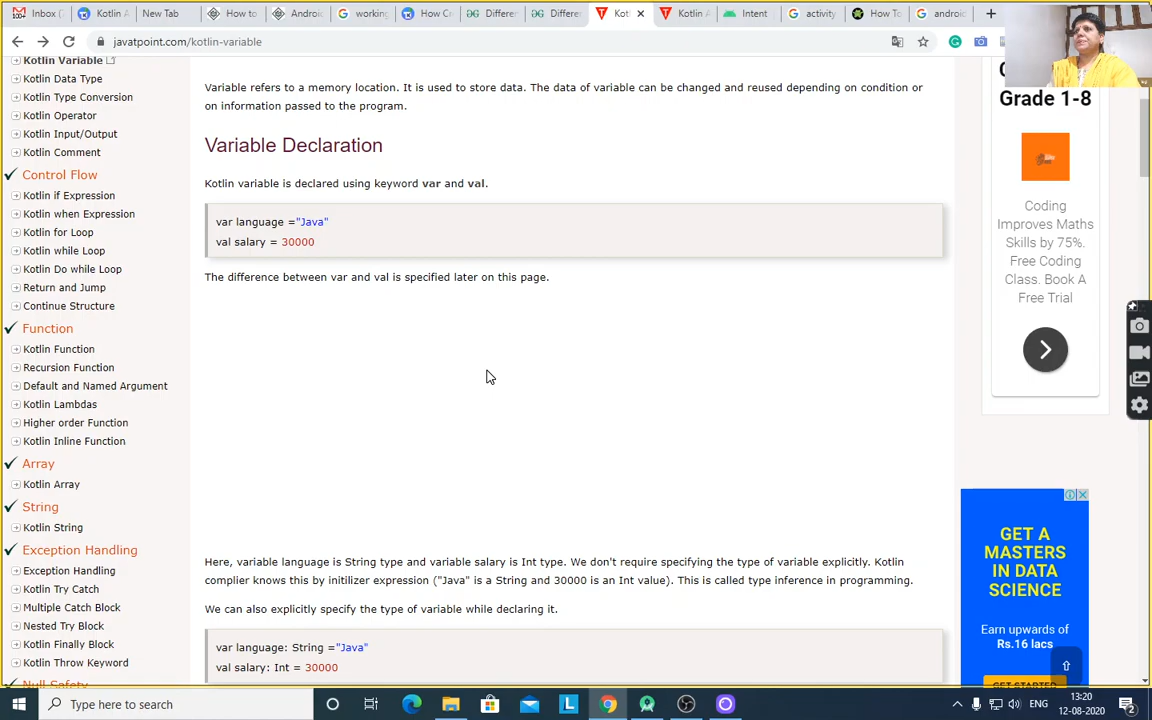 Inbox (
Kotlin A
New Tab
How to
Android
working
How C
Differer
Differer
Kotl
Kotlin A
Intent
activity
How To
android
javatpoint.com/kotlin-variable
Kotlin Variable
Kotlin Data Type
Kotlin Type Conversion
Kotlin Operator
Kotlin Input/Output
Kotlin Comment
Control Flow
Kotlin if Expression
Kotlin when Expression
Kotlin for Loop
Kotlin while Loop
Kotlin Do while Loop
Return and Jump
Continue Structure
Function
Kotlin Function
Recursion Function
Default and Named Argument
Kotlin Lambdas
Higher order Function
Kotlin Inline Function
Array
Kotlin Array
String
Kotlin String
Exception Handling
Exception Handling
Kotlin Try Catch
Multiple Catch Block
Nested Try Block
Kotlin Finally Block
Kotlin Throw Keyword
Null Safety
Variable refers to a memory location. It is used to store data. The data of variable can be changed and reused depending on condition or
on information passed to the program.
Variable Declaration
Kotlin variable is declared using keyword var and val.
var language ="Java"
val salary = 30000
The difference between var and val is specified later on this page.
Here, variable language is String type and variable salary is Int type. We don't require specifying the type of variable explicitly. Kotlin
complier knows this by initilizer expression ("Java" is a String and 30000 is an Int value). This is called type inference in programming.
We can also explicitly specify the type of variable while declaring it.
var language: String ="Java"
val salary: Int = 30000
Grade 1-8
Coding
Improves Maths
Skills by 75%.
Free Coding
Class. Book A
Free Trial
GET A
MASTERS
IN DATA
SCIENCE
Earn upwards of
Rs.16 lacs
GET STARTED
Type here to search
ENG
13:20
12-08-2020
2